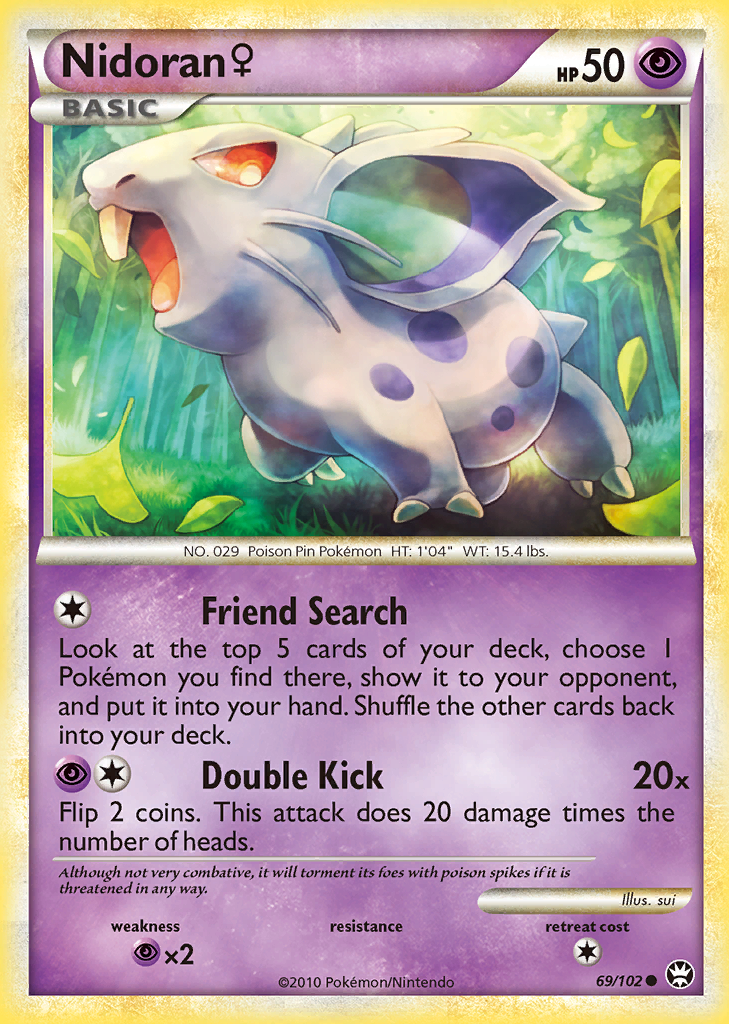 Nidoran♀
HP 50
BASIC
NO. 029 Poison Pin Pokémon HT: 1'04" WT: 15.4 lbs.
Friend Search
Look at the top 5 cards of your deck, choose 1
Pokémon you find there, show it to your opponent,
and put it into your hand. Shuffle the other cards back
into your deck.
Double Kick 20x
Flip 2 coins. This attack does 20 damage times the
number of heads.
Although not very combative, it will torment its foes with poison spikes if it is
threatened in any way.
Illus. sui
weakness resistance retreat cost
×2
©2010 Pokémon/Nintendo 69/102